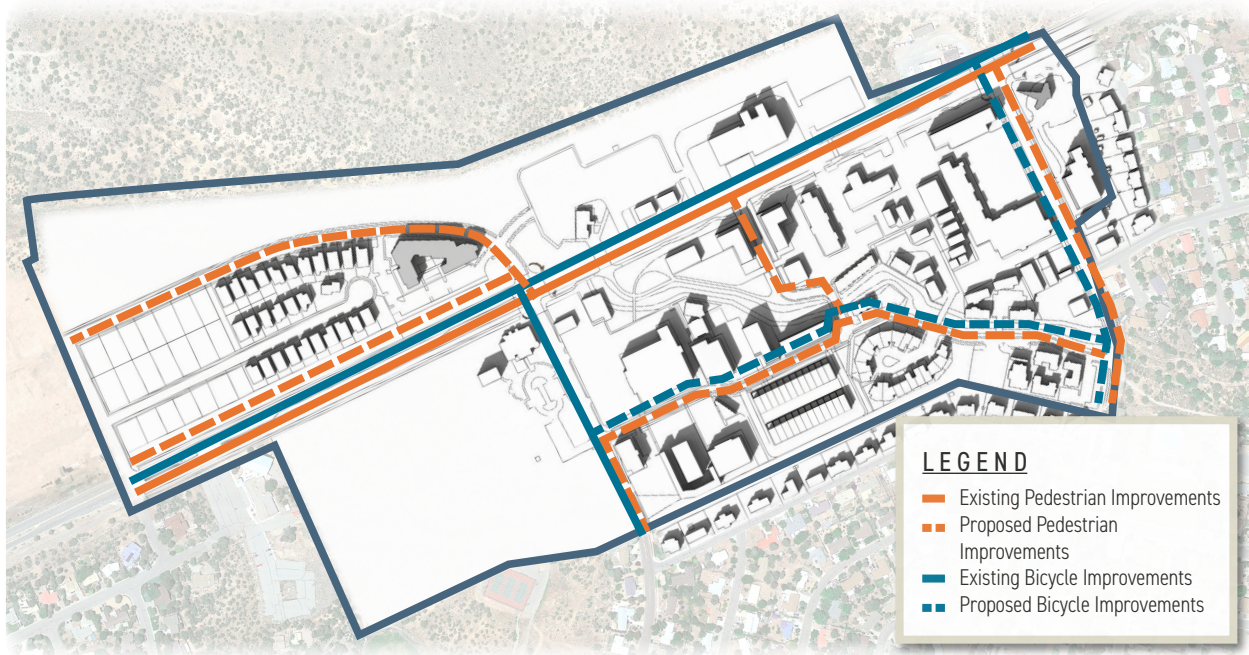 LEGEND
Existing Pedestrian Improvements
Proposed Pedestrian
Improvements
Existing Bicycle Improvements
Proposed Bicycle Improvements